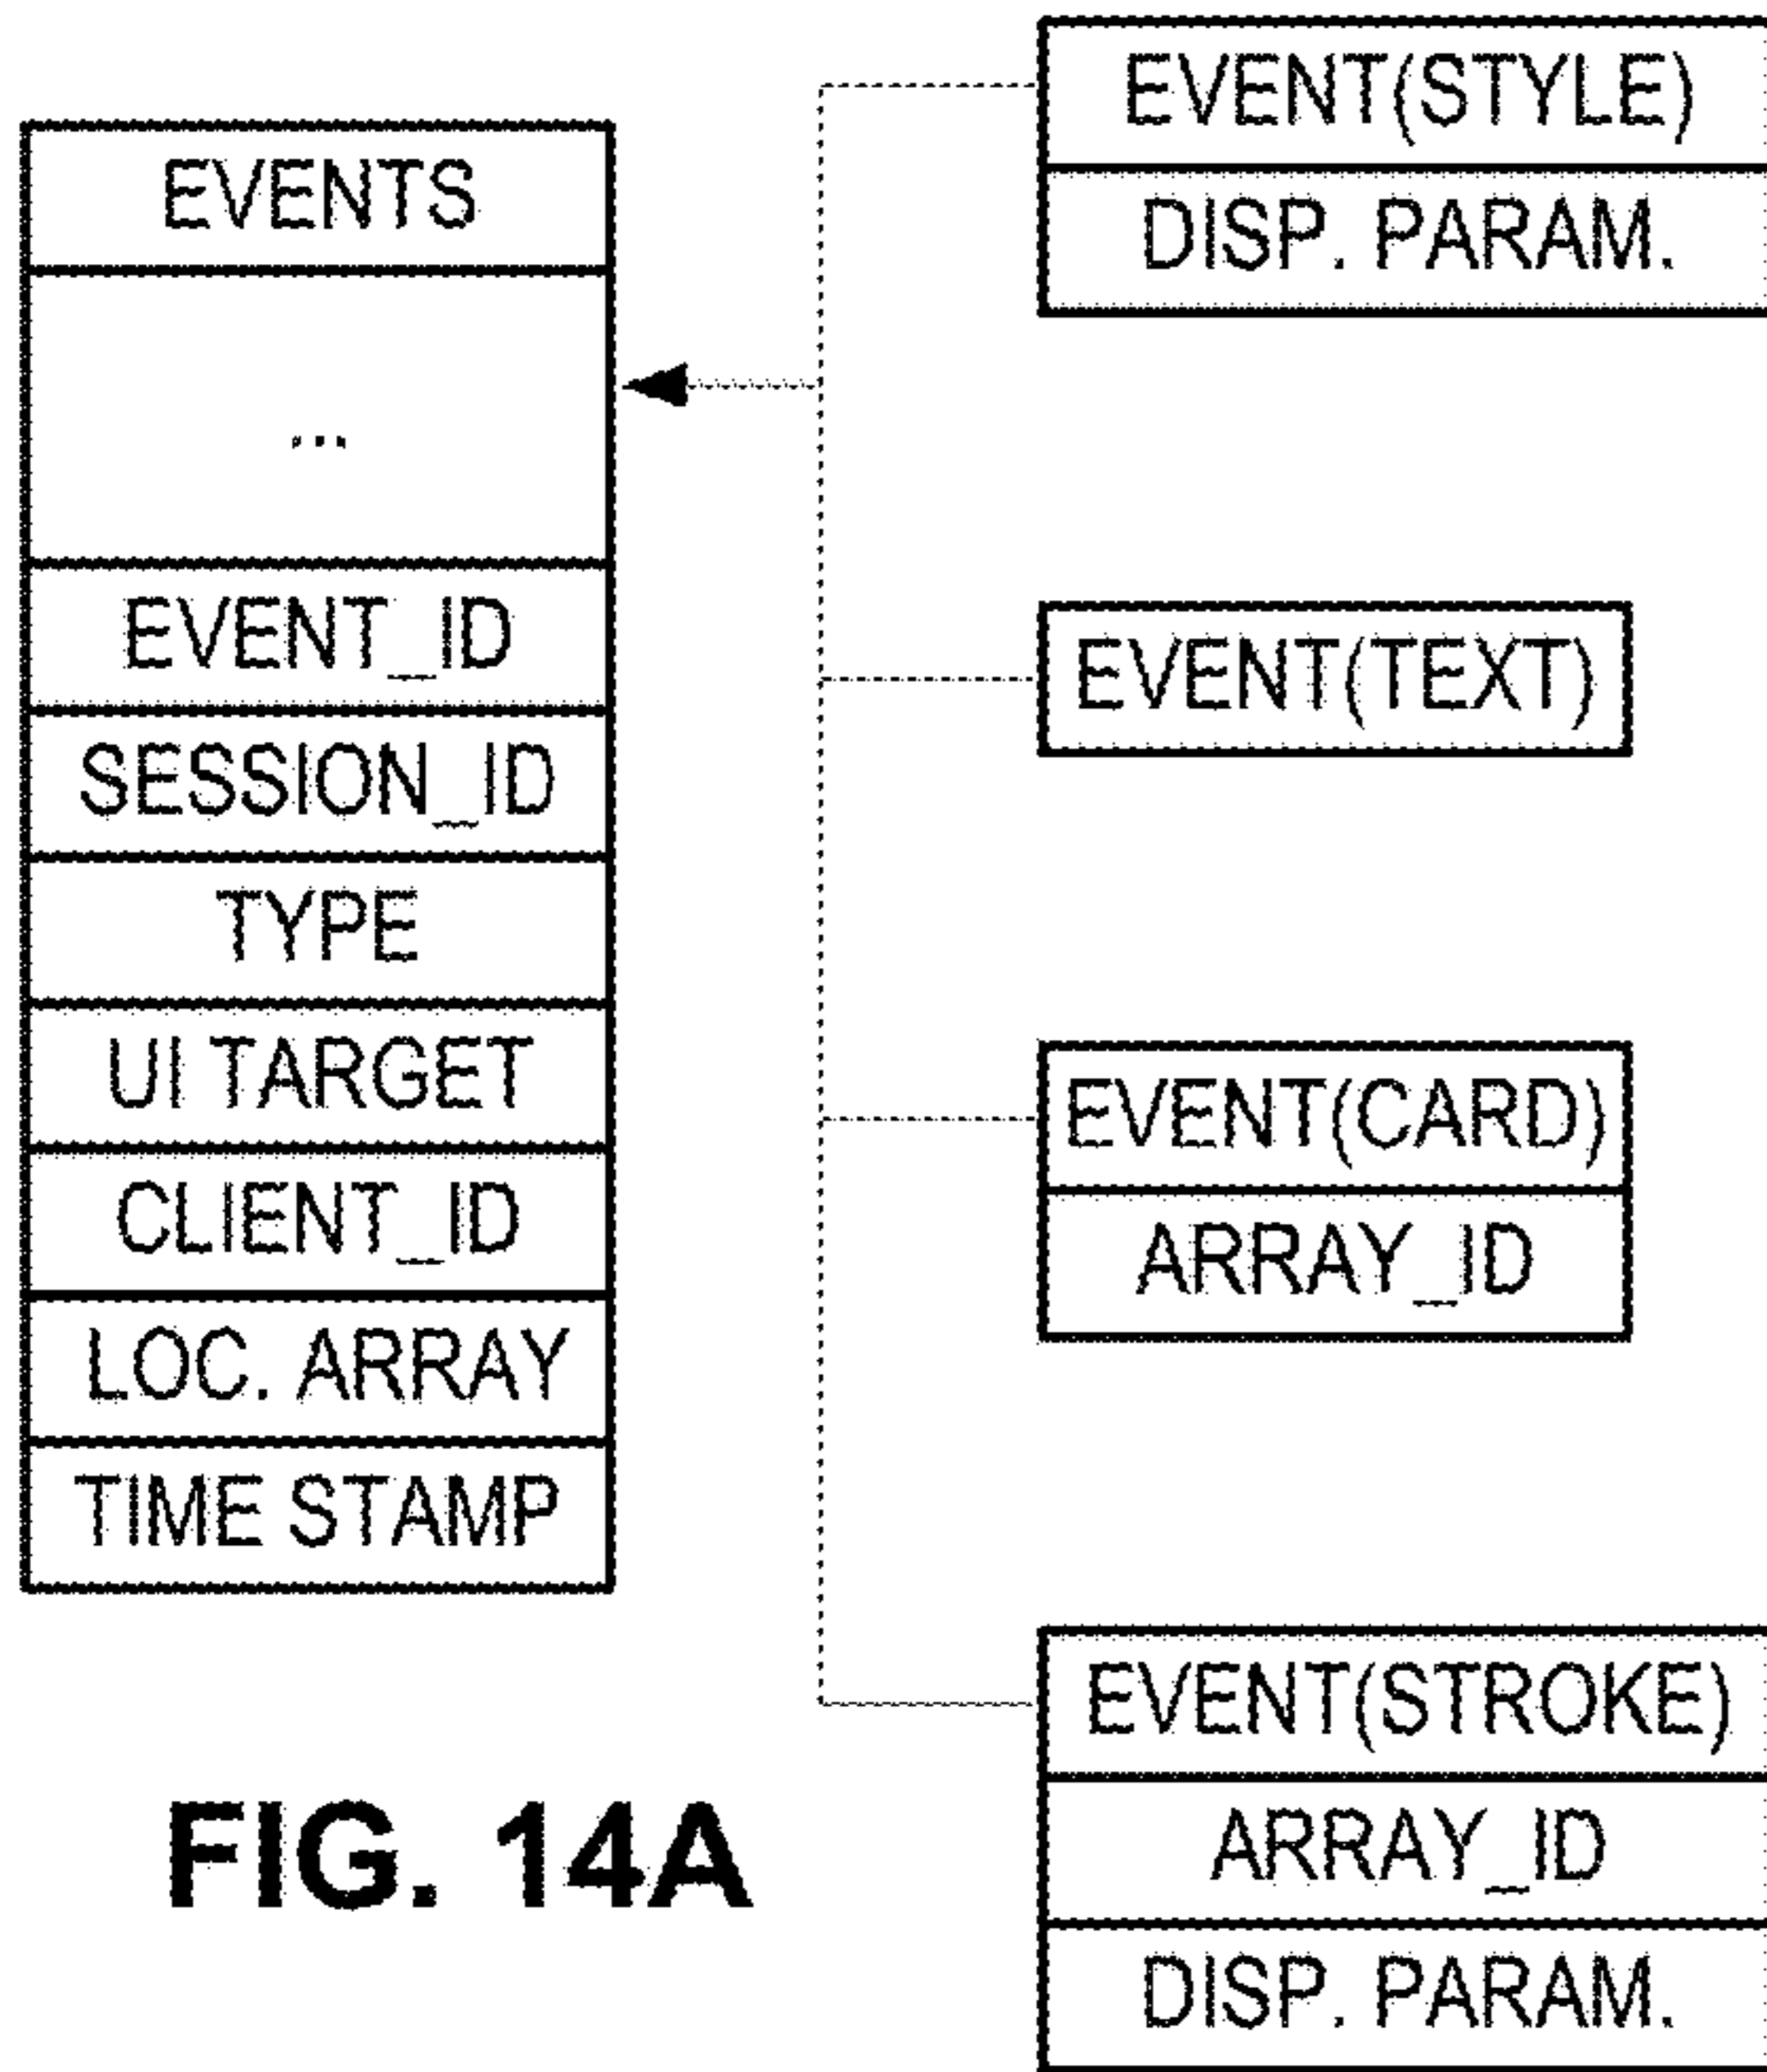 EVENTS
...
EVENT_ID
SESSION_ID
TYPE
UI TARGET
CLIENT_ID
LOC. ARRAY
TIME STAMP
EVENT(STYLE)
DISP. PARAM.
EVENT(TEXT)
EVENT(CARD)
ARRAY_ID
EVENT(STROKE)
ARRAY_ID
DISP. PARAM.
FIG. 14A